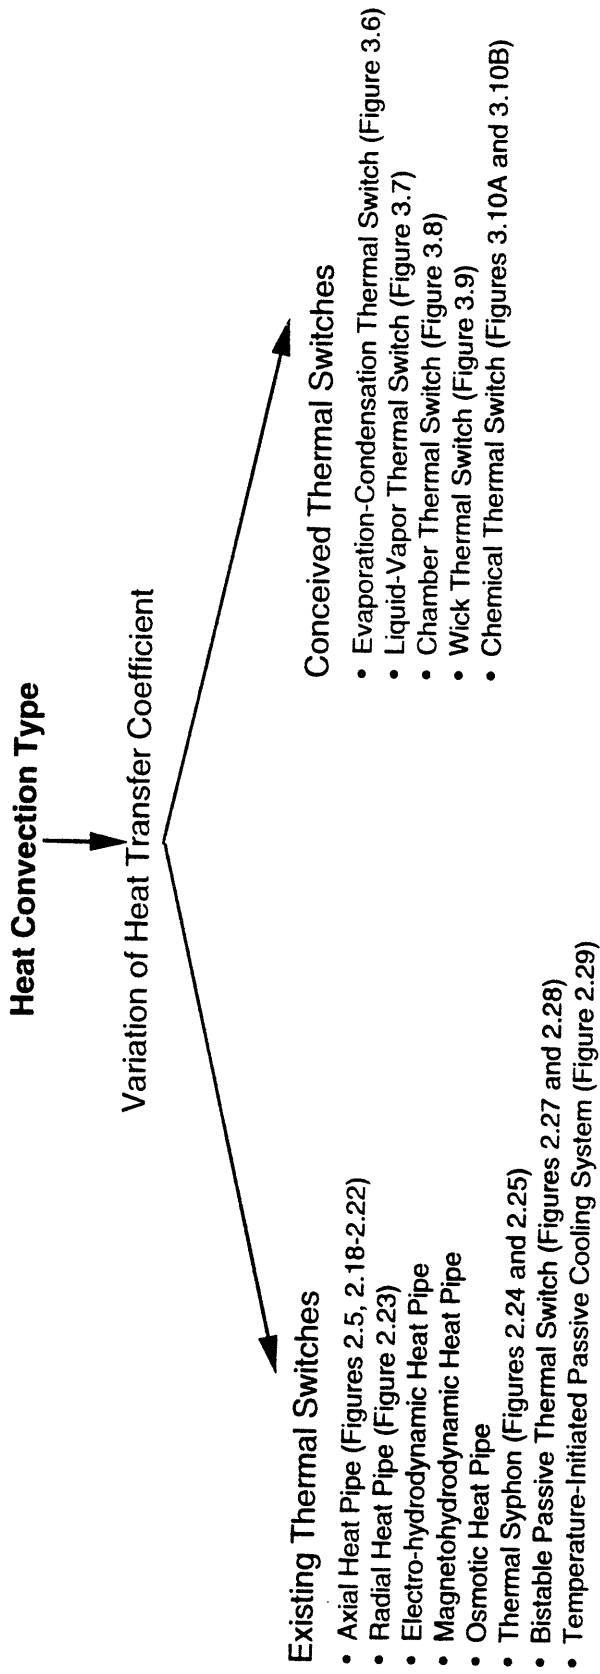 Heat Convection Type
Variation of Heat Transfer Coefficient
Existing Thermal Switches
• Axial Heat Pipe (Figures 2.5, 2.18-2.22)
• Radial Heat Pipe (Figure 2.23)
• Electro-hydrodynamic Heat Pipe
• Magnetohydrodynamic Heat Pipe
• Osmotic Heat Pipe
• Thermal Syphon (Figures 2.24 and 2.25)
• Bistable Passive Thermal Switch (Figures 2.27 and 2.28)
• Temperature-Initiated Passive Cooling System (Figure 2.29)
Conceived Thermal Switches
• Evaporation-Condensation Thermal Switch (Figure 3.6)
• Liquid-Vapor Thermal Switch (Figure 3.7)
• Chamber Thermal Switch (Figure 3.8)
• Wick Thermal Switch (Figure 3.9)
• Chemical Thermal Switch (Figures 3.10A and 3.10B)